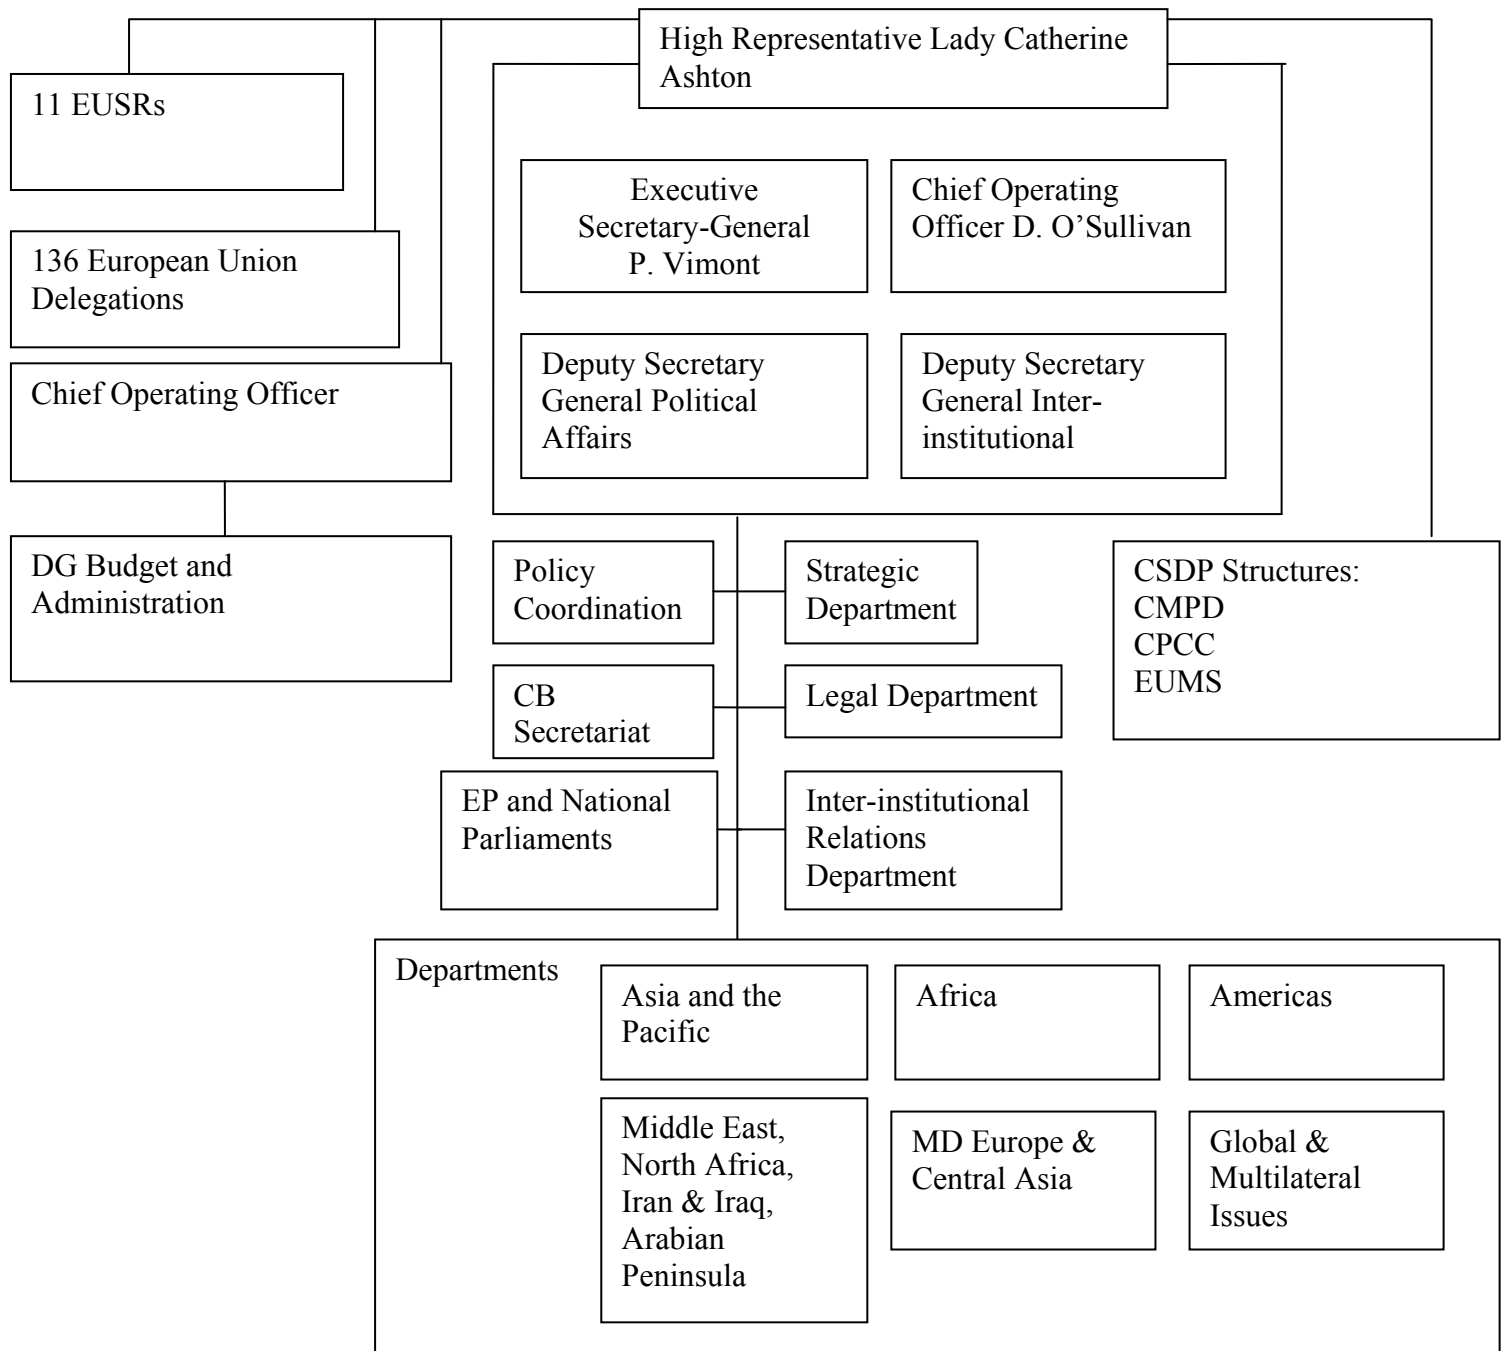 High Representative Lady Catherine
Ashton
11 EUSRs
136 European Union
Delegations
Chief Operating Officer
DG Budget and
Administration
Executive
Secretary-General
P. Vimont
Chief Operating
Officer D. O’Sullivan
Deputy Secretary
General Political
Affairs
Deputy Secretary
General Inter-
institutional
Policy
Coordination
Strategic
Department
CB
Secretariat
Legal Department
EP and National
Parliaments
Inter-institutional
Relations
Department
CSDP Structures:
CMPD
CPCC
EUMS
Departments
Asia and the
Pacific
Africa
Americas
Middle East,
North Africa,
Iran & Iraq,
Arabian
Peninsula
MD Europe &
Central Asia
Global &
Multilateral
Issues